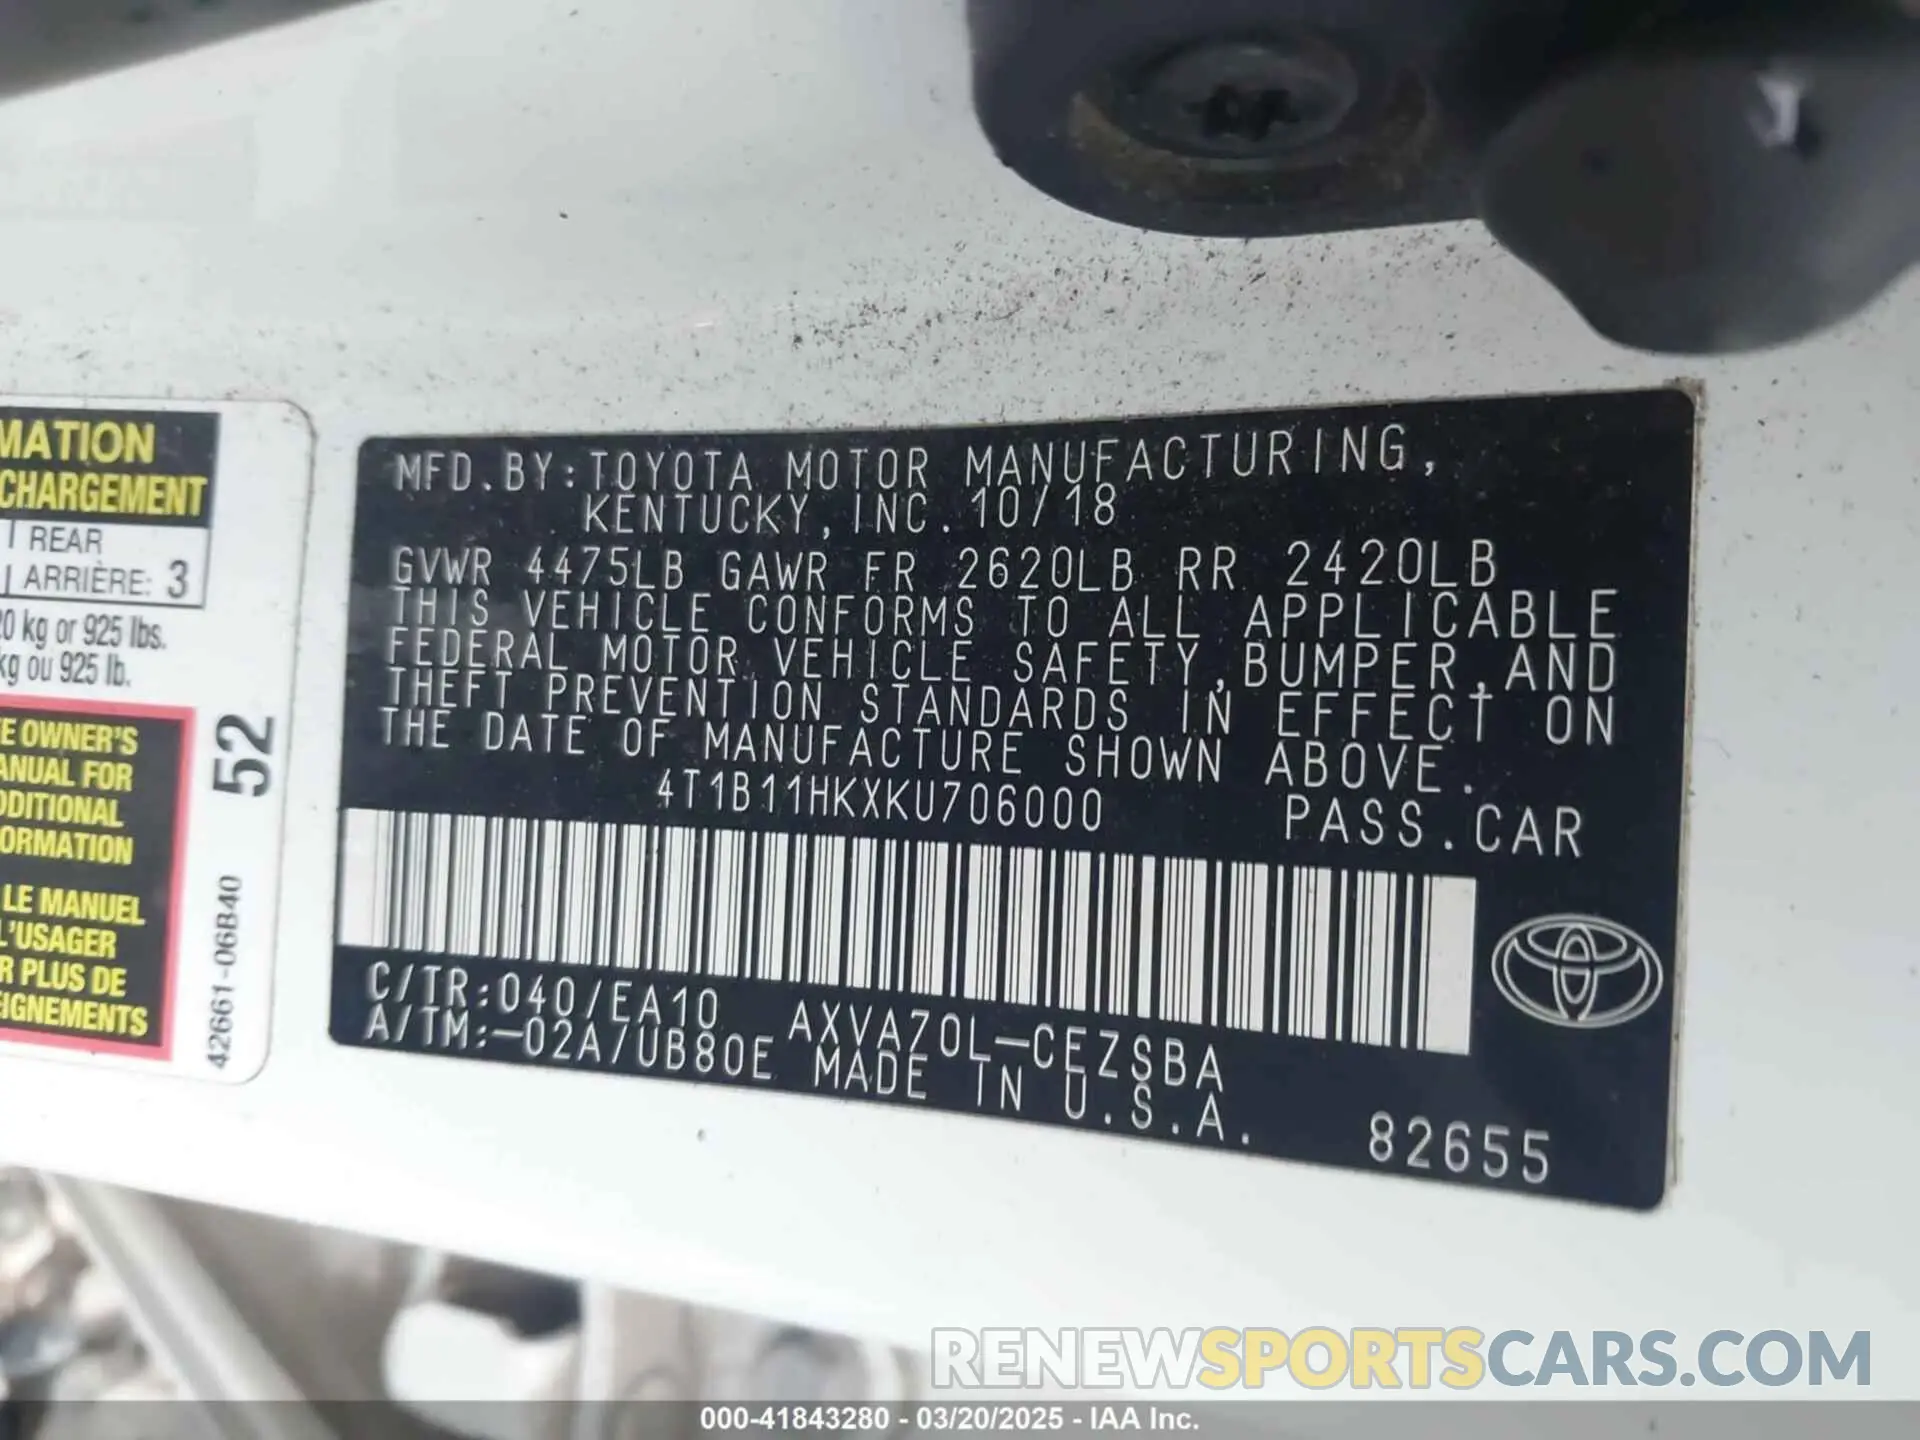 MATION
CHARGEMENT
REAR
ARRIÈRE: 3
20 kg or 925 lbs.
kg ou 925 lb.
E OWNER'S
ANUAL FOR
DDITIONAL
ORMATION
LE MANUEL
L'USAGER
R PLUS DE
EIGNEMENTS
52
42661-06B40
MFD.BY:TOYOTA MOTOR MANUFACTURING,
KENTUCKY,INC. 10/18
GVWR 4475LB GAWR FR 2620LB RR 2420LB
THIS VEHICLE CONFORMS TO ALL APPLICABLE
FEDERAL MOTOR VEHICLE SAFETY,BUMPER,AND
THEFT PREVENTION STANDARDS IN EFFECT ON
THE DATE OF MANUFACTURE SHOWN ABOVE.
4T1B11HKXKU706000 PASS.CAR
C/TR:040/EA10 AXVA70L-CEZSBA
A/TM:-02A/UB80E MADE IN U.S.A.
82655
RENEWSPORTSCARS.COM
000-41843280 - 03/20/2025 - IAA Inc.